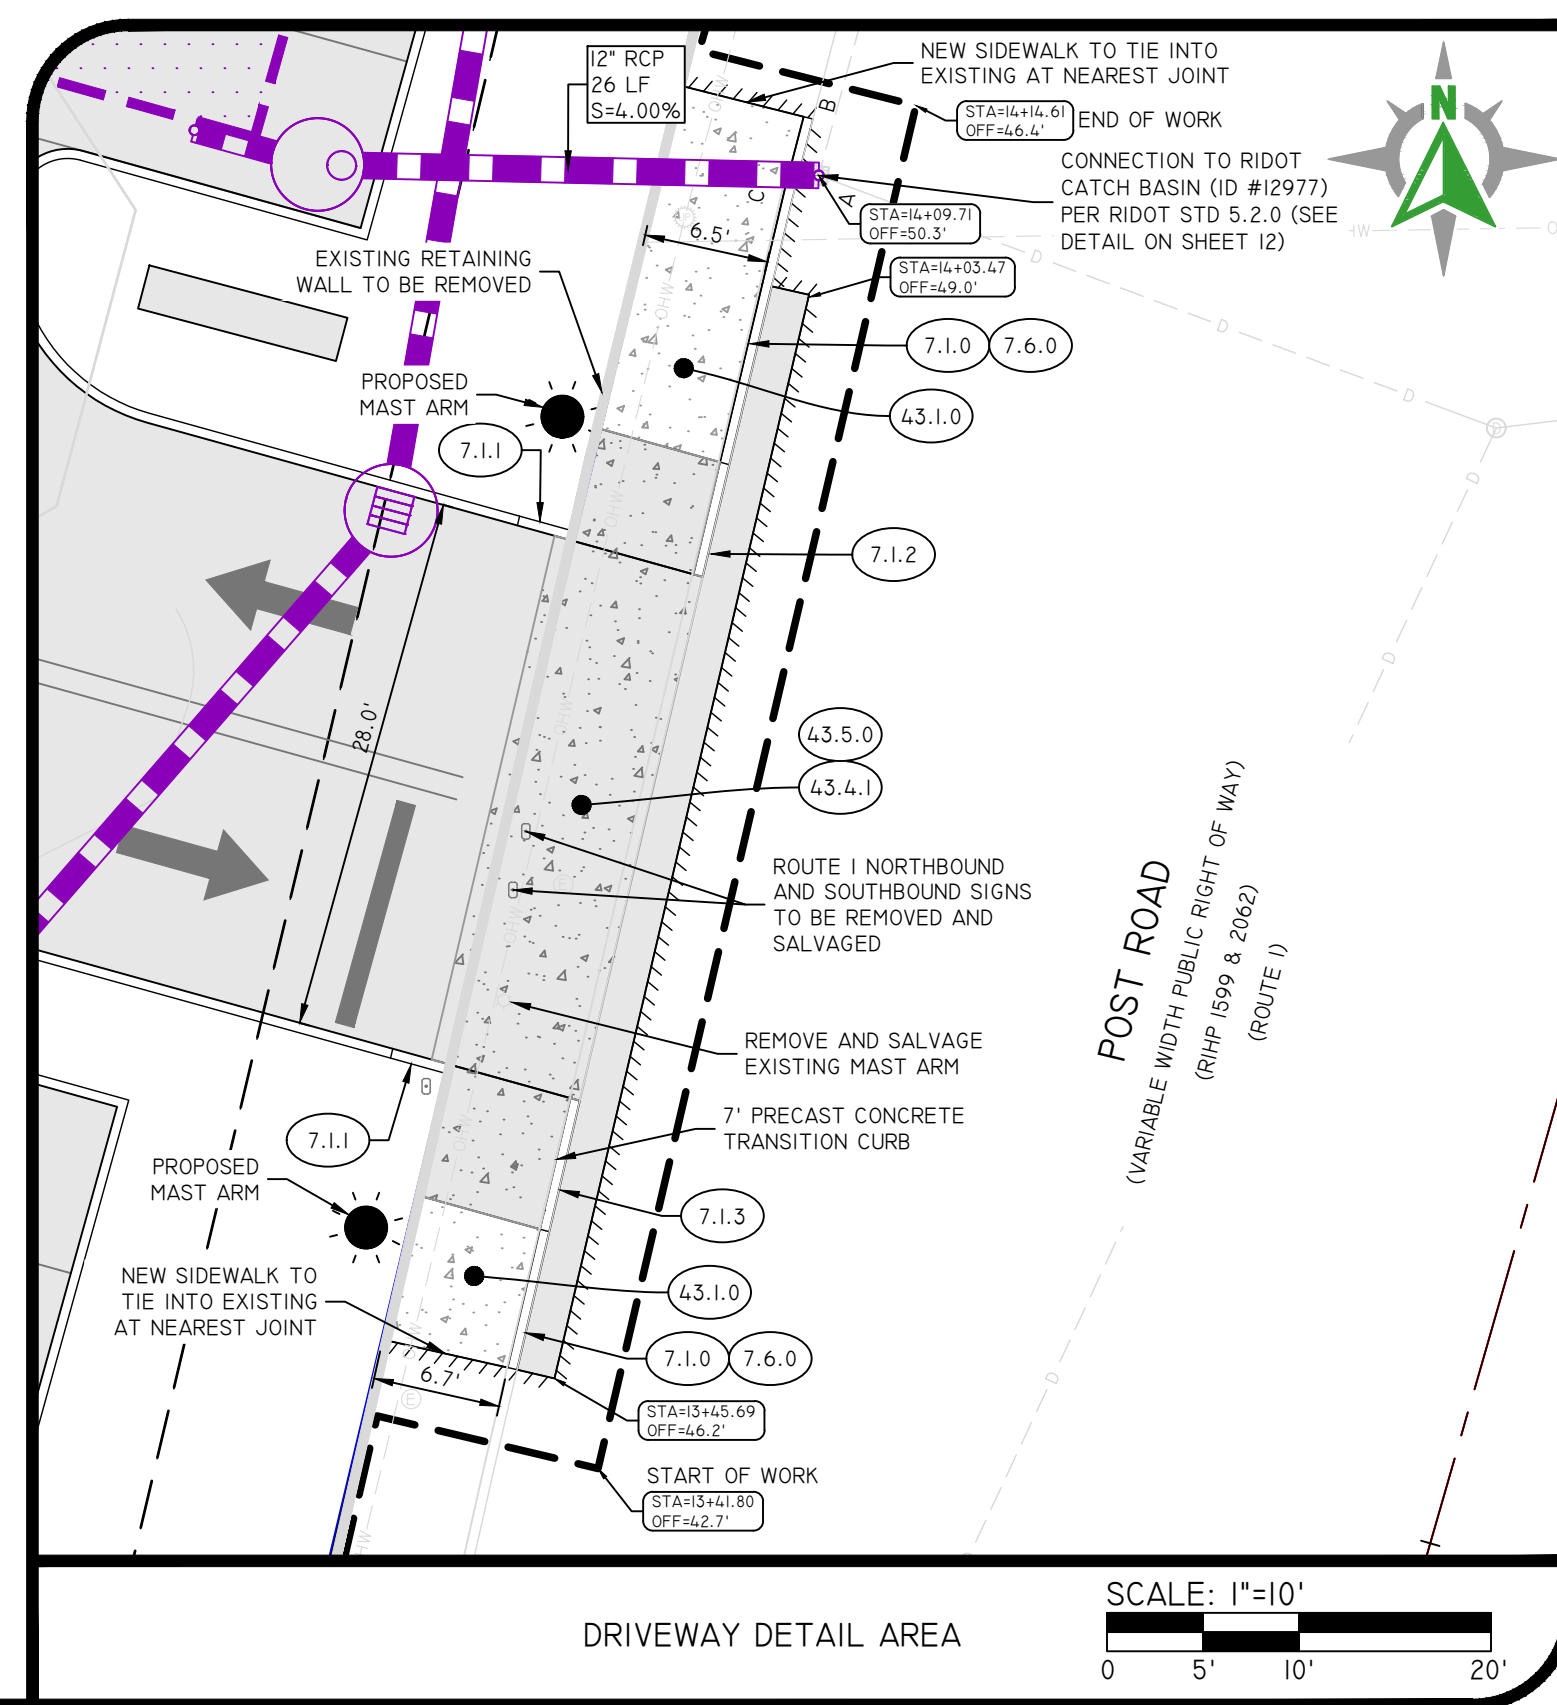 12" RCP
26 LF
S=4.00%
NEW SIDEWALK TO TIE INTO
EXISTING AT NEAREST JOINT
STA=14+14.61
OFF=46.4'
END OF WORK
N
CONNECTION TO RIDOT
CATCH BASIN (ID #12977)
PER RIDOT STD 5.2.0 (SEE
DETAIL ON SHEET 12)
B
A
C
OHW
STA=14+09.71
OFF=50.3'
6.5'
STA=14+03.47
OFF=49.0'
EXISTING RETAINING
WALL TO BE REMOVED
OHW
D
D
D
D
D
D
D
7.1.0
7.6.0
PROPOSED
MAST ARM
43.1.0
7.1.1
OHW
7.1.2
28.0'
OHW
43.5.0
43.4.1
ROUTE 1 NORTHBOUND
AND SOUTHBOUND SIGNS
TO BE REMOVED AND
SALVAGED
OHW
POST ROAD
(VARIABLE WIDTH PUBLIC RIGHT OF WAY)
(RIHP 1599 & 2062)
(ROUTE 1)
REMOVE AND SALVAGE
EXISTING MAST ARM
7' PRECAST CONCRETE
TRANSITION CURB
OHW
7.1.1
PROPOSED
MAST ARM
7.1.3
NEW SIDEWALK TO
TIE INTO EXISTING
AT NEAREST JOINT
43.1.0
OHW
7.1.0
7.6.0
6.7'
E
STA=13+45.69
OFF=46.2'
START OF WORK
STA=13+41.80
OFF=42.7'
OHW
DRIVEWAY DETAIL AREA
SCALE: 1"=10'
0 5' 10' 20'